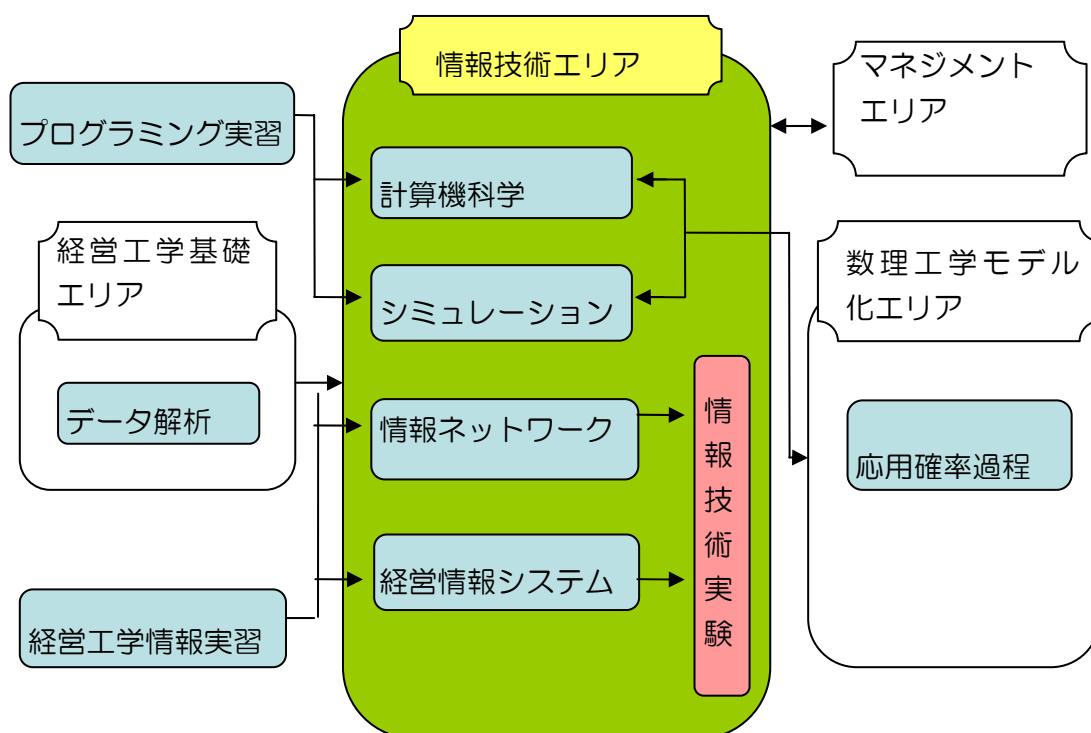 情報技術エリア
マネジメント
エリア
プログラミング実習
計算機科学
経営工学基礎
エリア
数理工学モデル
化エリア
シミュレーション
データ解析
情報ネットワーク
情報技術実験
応用確率過程
経営情報システム
経営工学情報実習